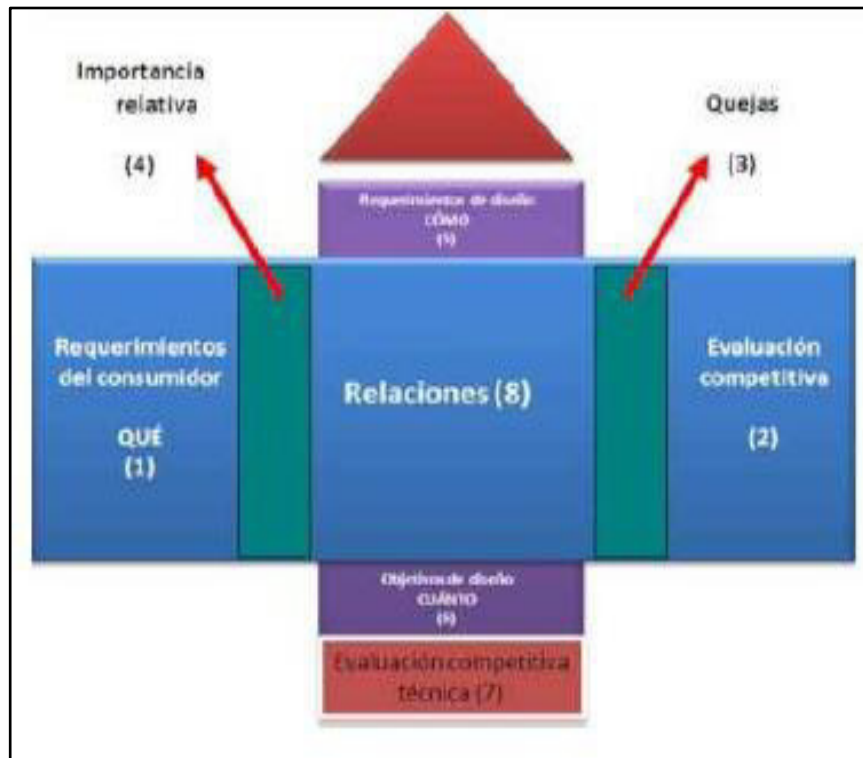 Importancia
relativa
(4)
Quejas
(3)
Requerimientos de diseño
CÓMO
(5)
Requerimientos
del consumidor
QUÉ
(1)
Relaciones (8)
Evaluación
competitiva
(2)
Objetivos de diseño
CUÁNTO
Evaluación competitiva
técnica (7)